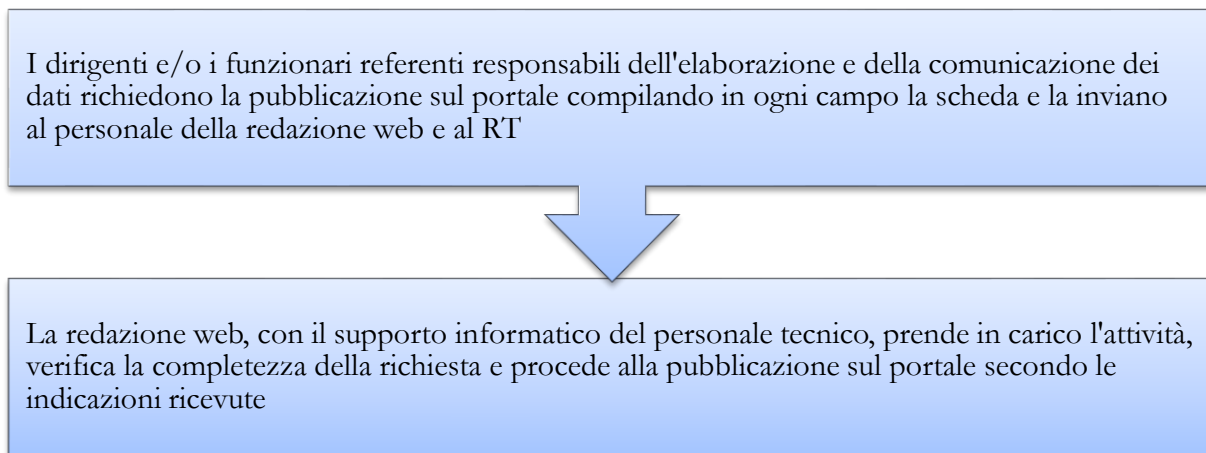 I dirigenti e/o i funzionari referenti responsabili dell'elaborazione e della comunicazione dei
dati richiedono la pubblicazione sul portale compilando in ogni campo la scheda e la inviano
al personale della redazione web e al RT
La redazione web, con il supporto informatico del personale tecnico, prende in carico l'attività,
verifica la completezza della richiesta e procede alla pubblicazione sul portale secondo le
indicazioni ricevute